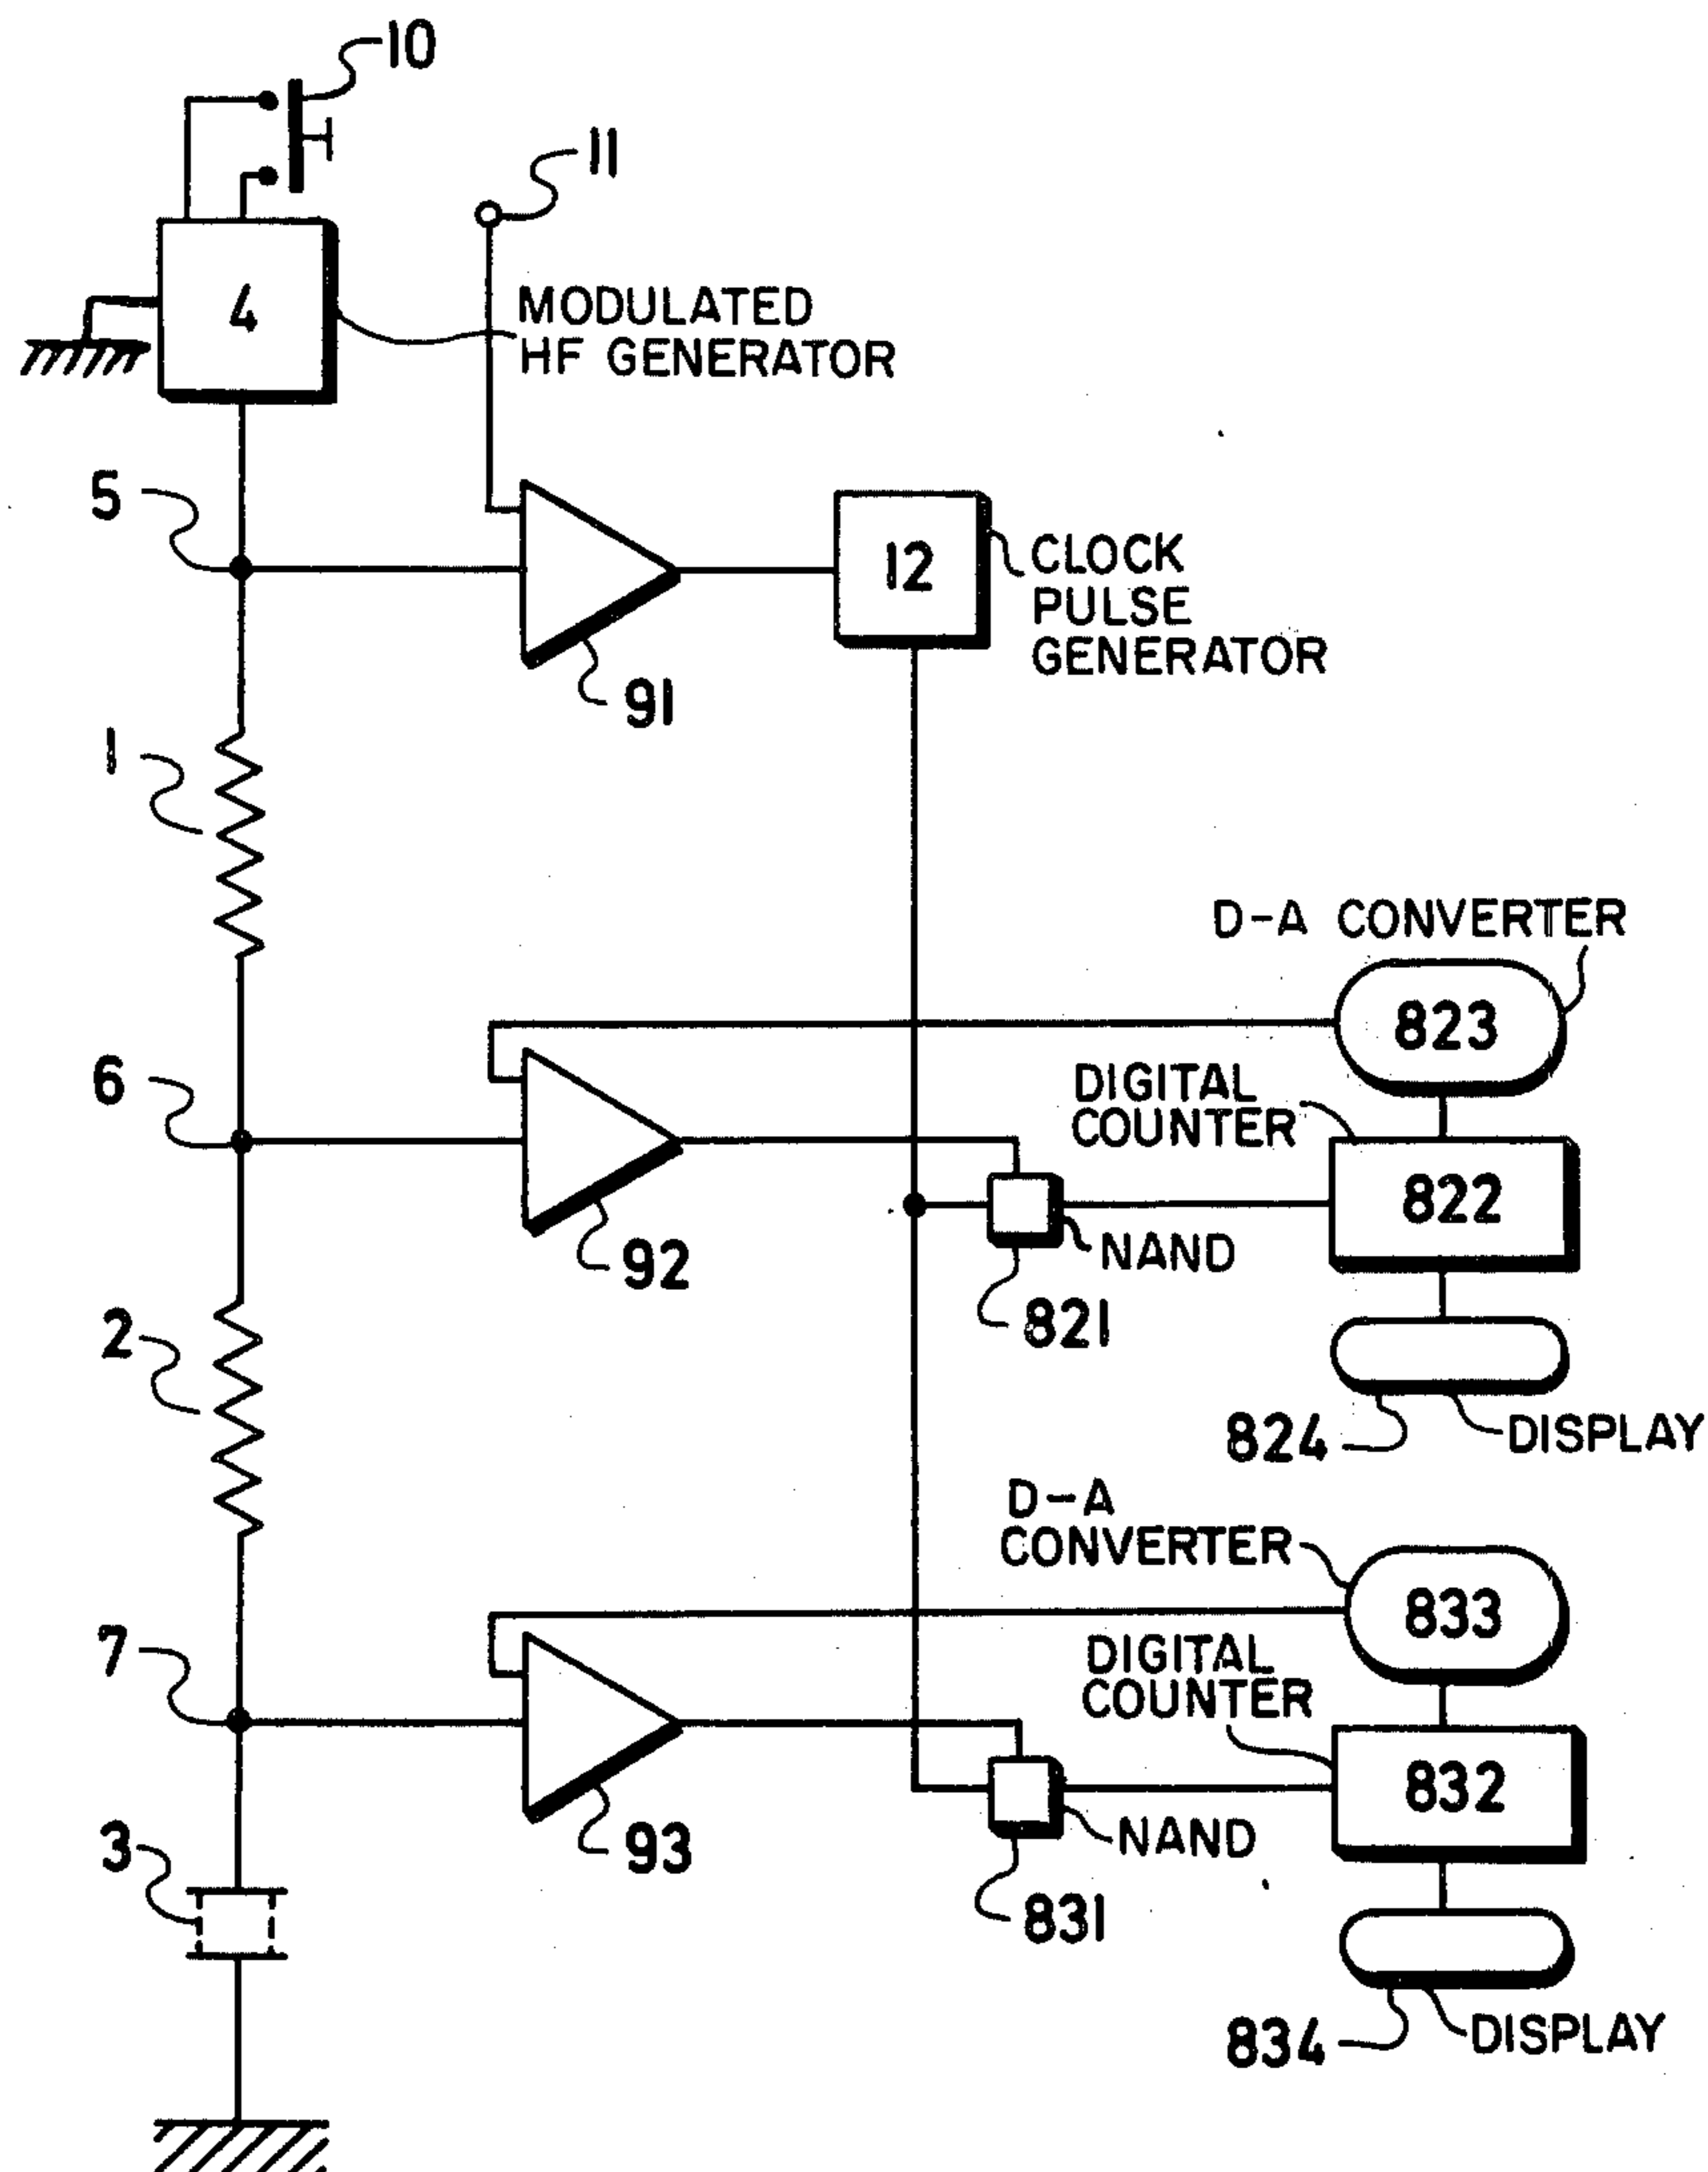 10
11
4
MODULATED
HF GENERATOR
5
12
CLOCK
PULSE
GENERATOR
91
1
D-A CONVERTER
823
6
DIGITAL
COUNTER
822
92
NAND
821
2
824
DISPLAY
D-A
CONVERTER
833
7
DIGITAL
COUNTER
832
93
NAND
3
831
834
DISPLAY